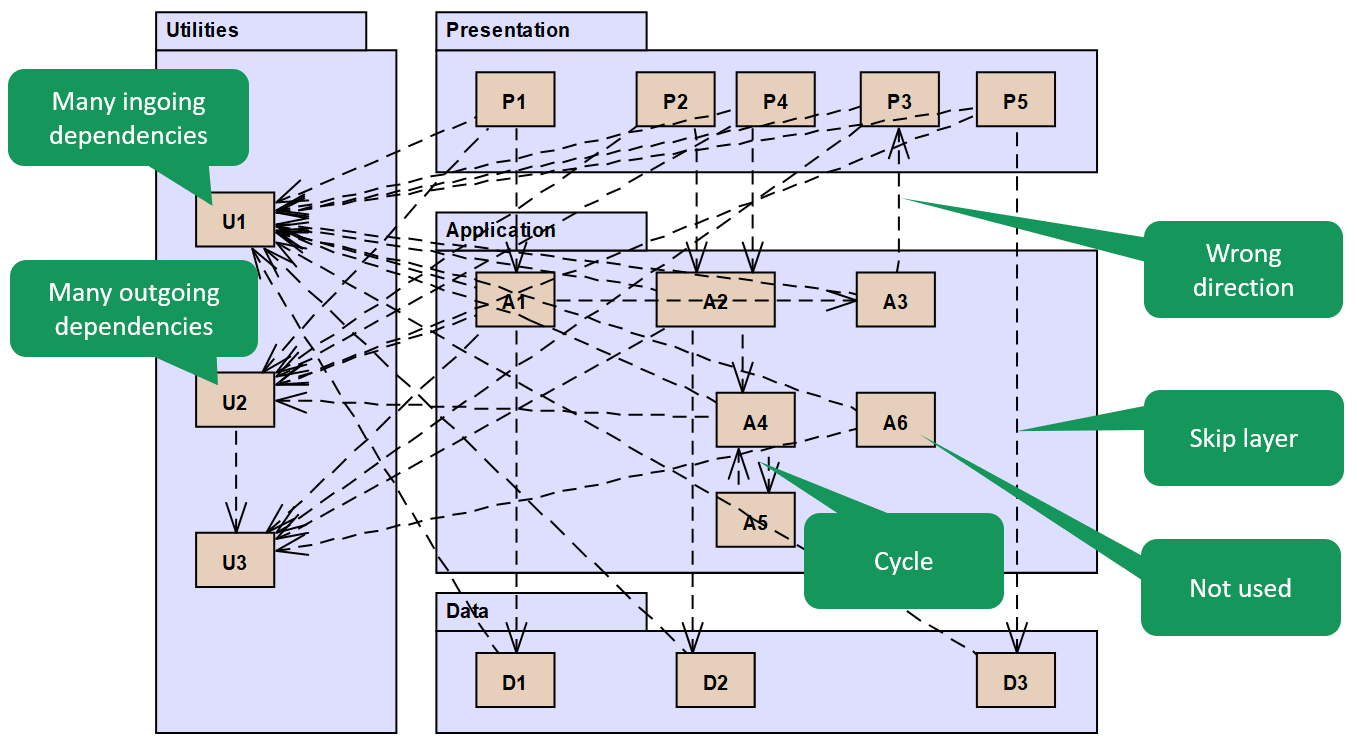 Utilities
Presentation
Many ingoing
dependencies
P1
P2
P4
P3
P5
U1
Application
Wrong
direction
Many outgoing
dependencies
A1
A2
A3
U2
A4
A6
Skip layer
A5
Cycle
U3
Not used
Data
D1
D2
D3